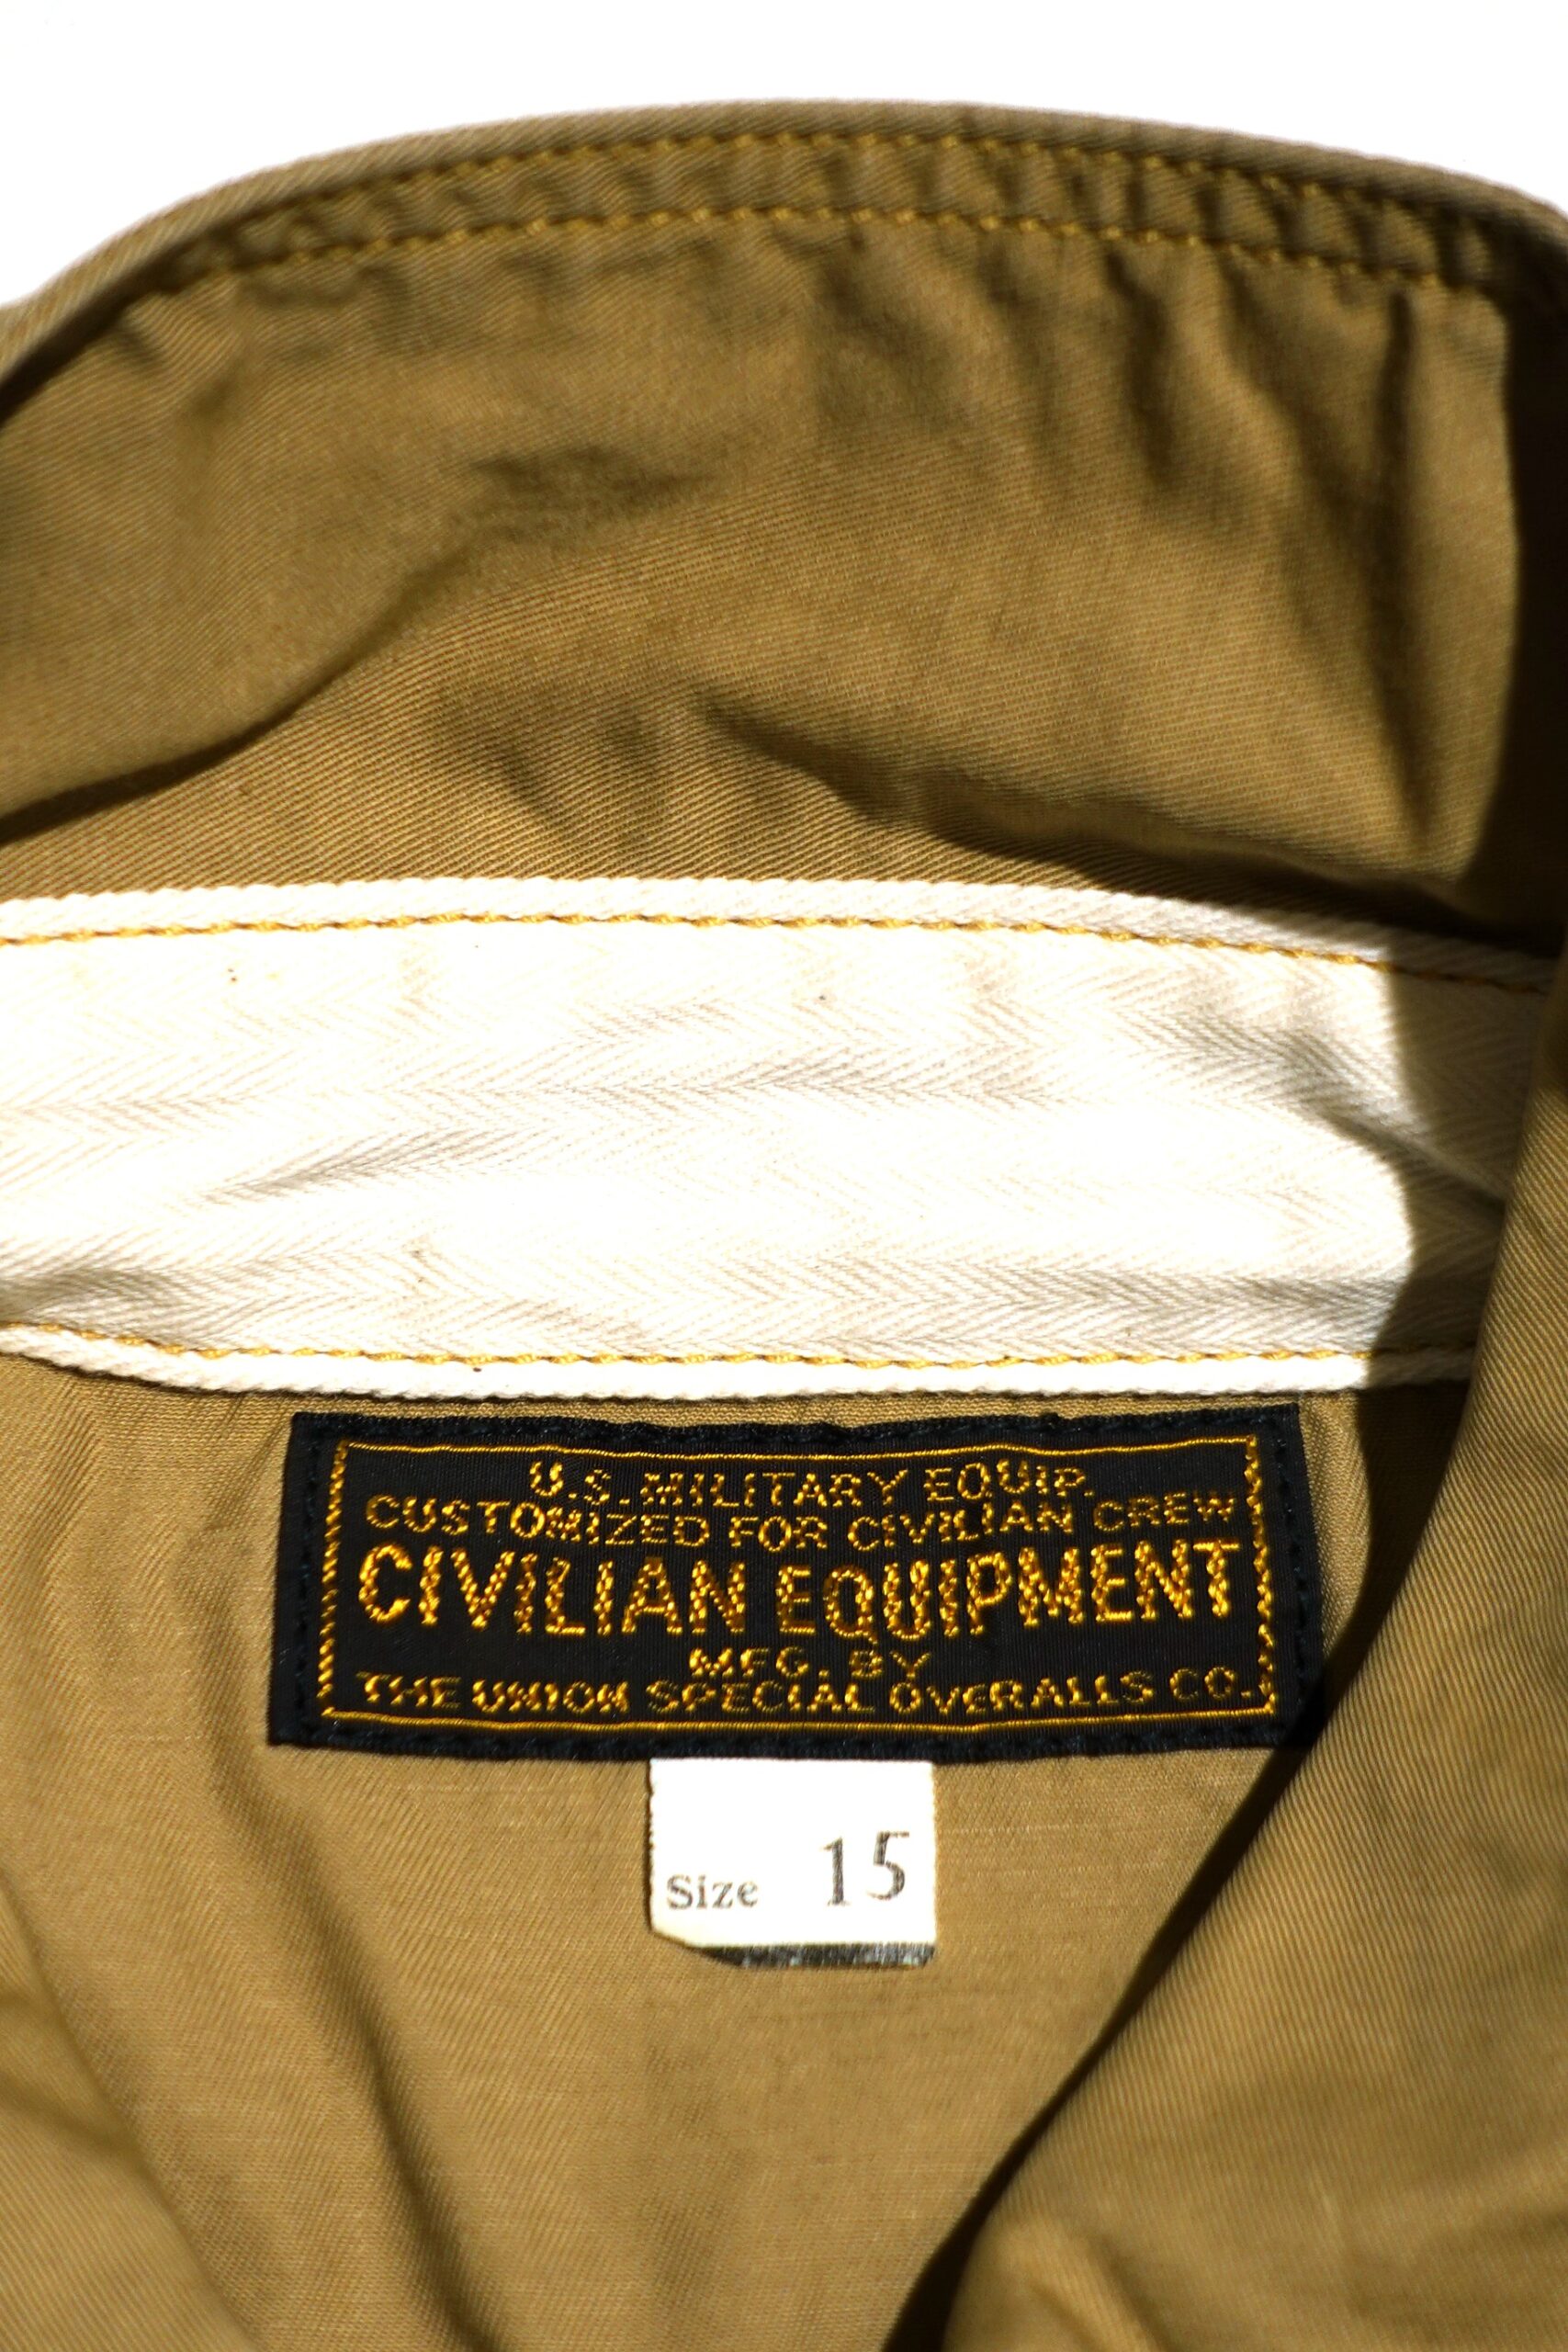 U.S. MILITARY EQUIP.
CUSTOMIZED FOR CIVILIAN CREW
CIVILIAN EQUIPMENT
MFG. BY
THE UNION SPECIAL OVERALLS CO.
Size 15